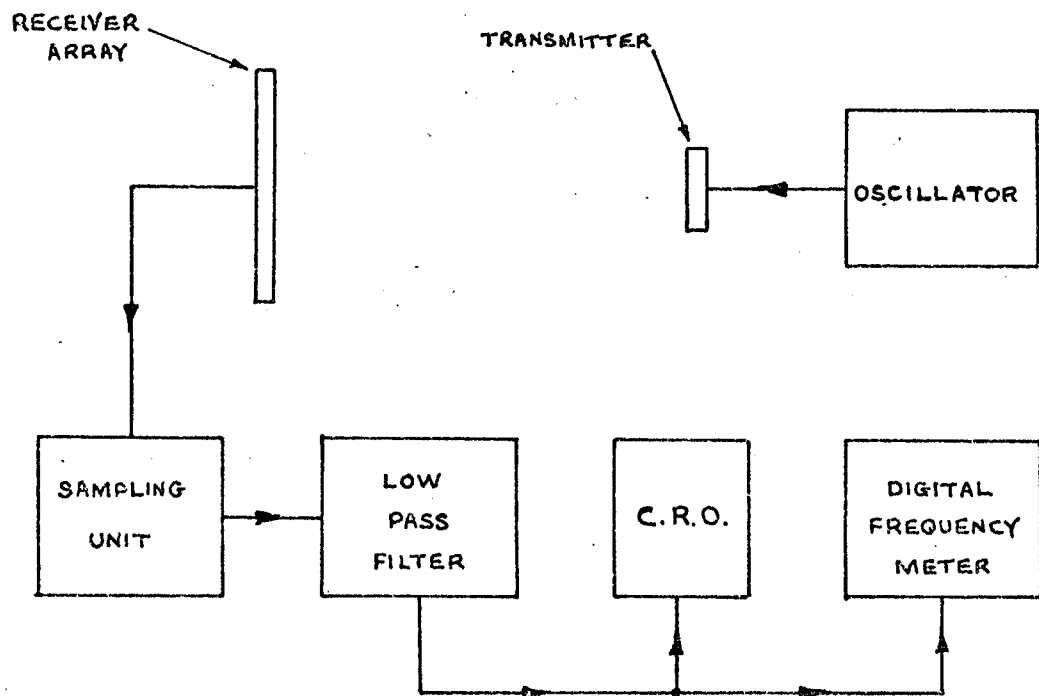 RECEIVER
ARRAY
TRANSMITTER
OSCILLATOR
SAMPLING
UNIT
LOW
PASS
FILTER
C.R.O.
DIGITAL
FREQUENCY
METER